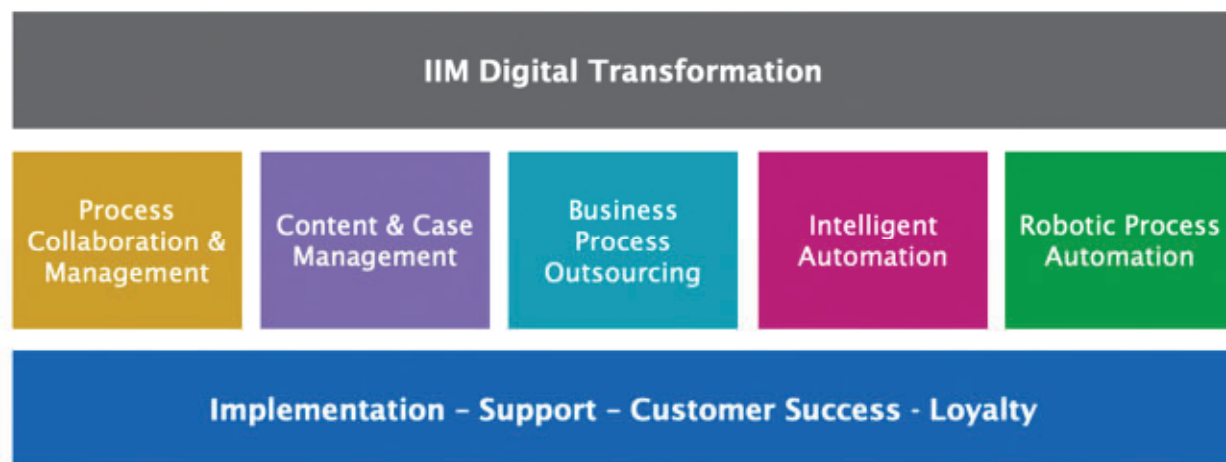 IIM Digital Transformation
Process
Collaboration &
Management
Content & Case
Management
Business
Process
Outsourcing
Intelligent
Automation
Robotic Process
Automation
Implementation – Support – Customer Success - Loyalty